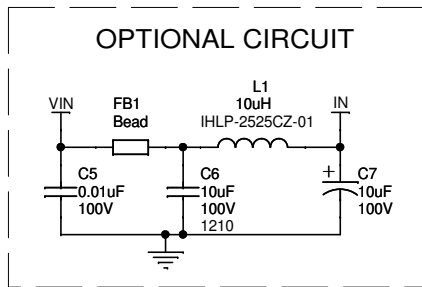 OPTIONAL CIRCUIT
VIN
FB1
Bead
L1
10uH
IHLP-2525CZ-01
IN
C5
0.01uF
100V
C6
10uF
100V
1210
+
C7
10uF
100V